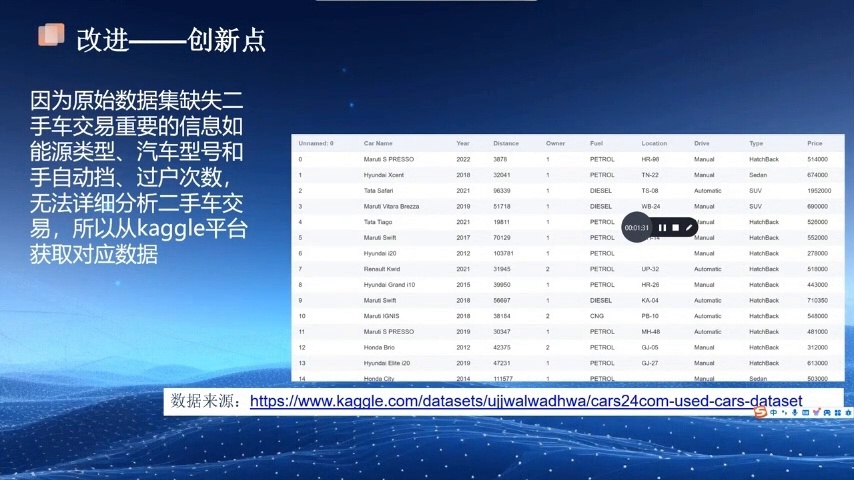 改进——创新点
因为原始数据集缺失二
手车交易重要的信息如
能源类型、汽车型号和
手自动挡、过户次数，
无法详细分析二手车交
易，所以从kaggle平台
获取对应数据
Unnamed: 0 Car Name Year Distance Owner Fuel Location Drive Type Price
0 Maruti S PRESSO 2022 3878 1 PETROL HR-98 Manual HatchBack 514000
1 Hyundai Xcent 2018 32041 1 PETROL TN-22 Manual Sedan 674000
2 Tata Safari 2021 96339 1 DIESEL TS-08 Automatic SUV 1952000
3 Maruti Vitara Brezza 2019 51718 1 DIESEL WB-24 Manual SUV 690000
4 Tata Tiago 2021 19811 1 PETROL Manual HatchBack 526000
00:01:31
5 Maruti Swift 2017 70129 1 PETROL Manual HatchBack 552000
6 Hyundai i20 2012 103781 1 PETROL Manual HatchBack 278000
7 Renault Kwid 2021 31945 2 PETROL UP-32 Automatic HatchBack 518000
8 Hyundai Grand i10 2015 39950 1 PETROL HR-26 Manual HatchBack 443000
9 Maruti Swift 2018 56697 1 DIESEL KA-04 Automatic HatchBack 710350
10 Maruti IGNIS 2018 38184 2 CNG PB-10 Automatic HatchBack 548000
11 Maruti S PRESSO 2019 30347 1 PETROL MH-48 Automatic HatchBack 481000
12 Honda Brio 2012 42375 2 PETROL GJ-05 Manual HatchBack 312000
13 Hyundai Elite i20 2019 47231 1 PETROL GJ-27 Manual HatchBack 613000
14 Honda City 2014 111577 1 PETROL Manual Sedan 503000
数据来源：https://www.kaggle.com/datasets/ujjwalwadhwa/cars24com-used-cars-dataset
中